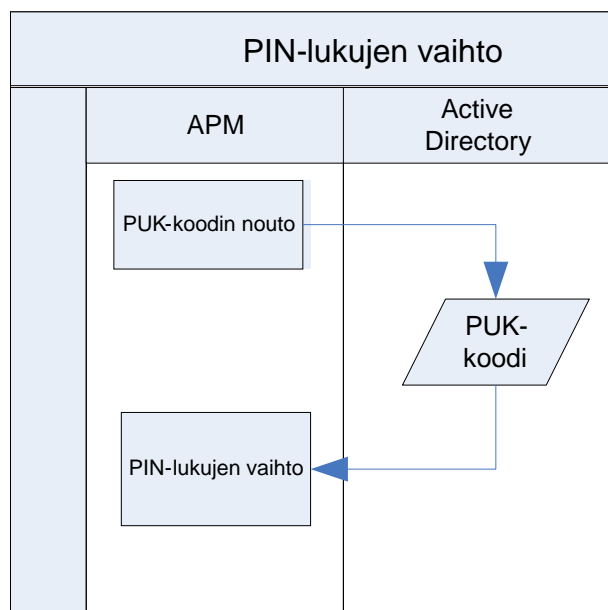 PIN-lukujen vaihto
APM
Active
Directory
PUK-koodin nouto
PUK-
koodi
PIN-lukujen vaihto